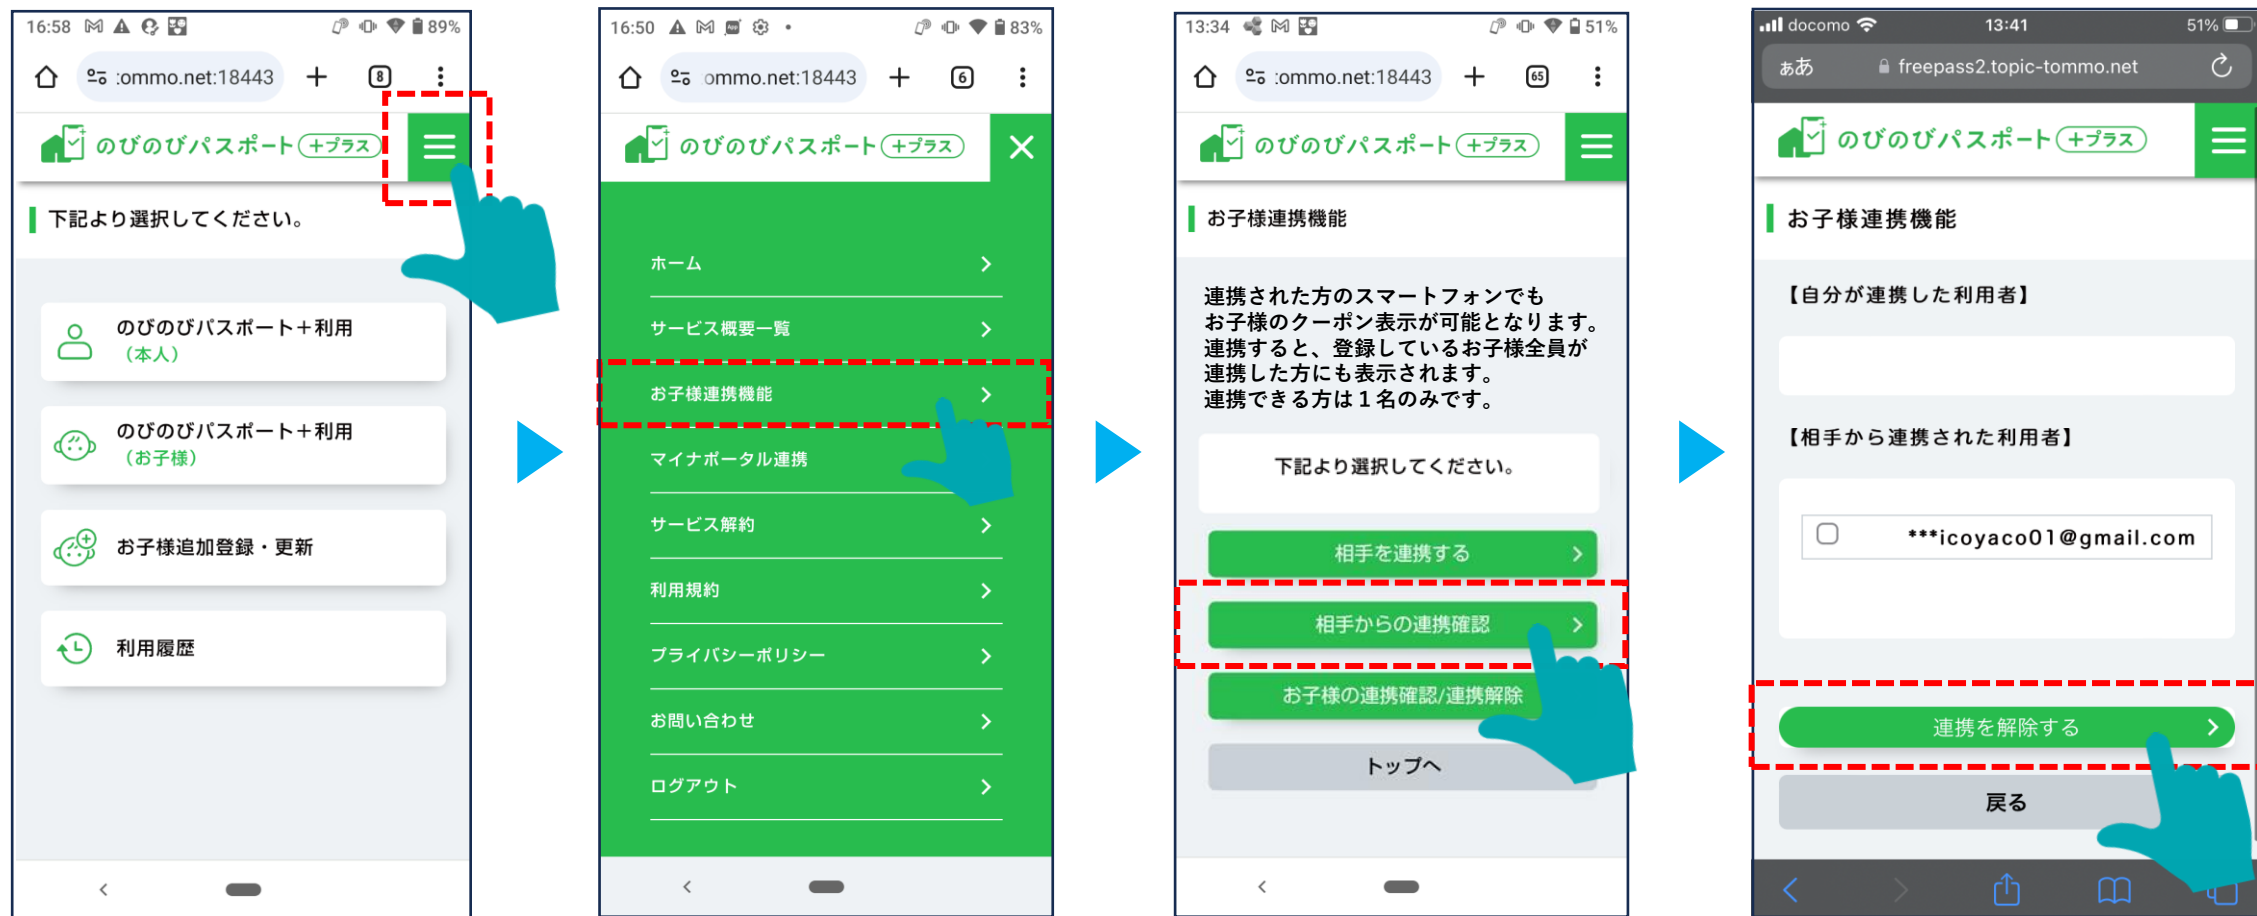 16:58
89%
:ommo.net:18443
8
のびのびパスポート
+プラス
下記より選択してください。
のびのびパスポート+利用
（本人）
のびのびパスポート+利用
（お子様）
お子様追加登録・更新
利用履歴
16:50
83%
ommo.net:18443
6
のびのびパスポート
+プラス
ホーム
サービス概要一覧
お子様連携機能
マイナポータル連携
サービス解約
利用規約
プライバシーポリシー
お問い合わせ
ログアウト
13:34
51%
:ommo.net:18443
65
のびのびパスポート
+プラス
お子様連携機能
連携された方のスマートフォンでも
お子様のクーポン表示が可能となります。
連携すると、登録しているお子様全員が
連携した方にも表示されます。
連携できる方は１名のみです。
下記より選択してください。
相手を連携する
相手からの連携確認
お子様の連携確認/連携解除
トップへ
docomo
13:41
51%
ぁあ
freepass2.topic-tommo.net
のびのびパスポート
+プラス
お子様連携機能
【自分が連携した利用者】
【相手から連携された利用者】
***icoyaco01@gmail.com
連携を解除する
戻る